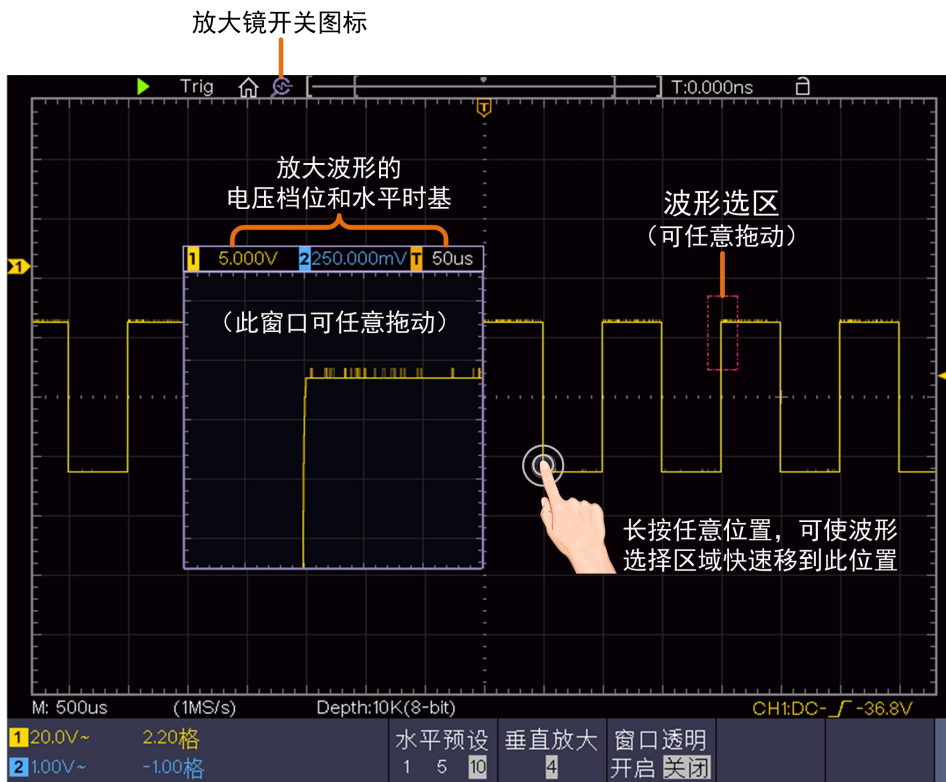 放大镜开关图标
Trig
T:0.000ns
T
放大波形的
电压档位和水平时基
波形选区
（可任意拖动）
1 5.000V 2 250.000mV T 50us
1
（此窗口可任意拖动）
长按任意位置，可使波形
选择区域快速移到此位置
M: 500us (1MS/s) Depth:10K(8-bit) CH1:DC- -36.8V
1 20.0V~ 2.20格
2 1.00V~ -1.00格
水平预设
1 5 10
垂直放大
4
窗口透明
开启 关闭